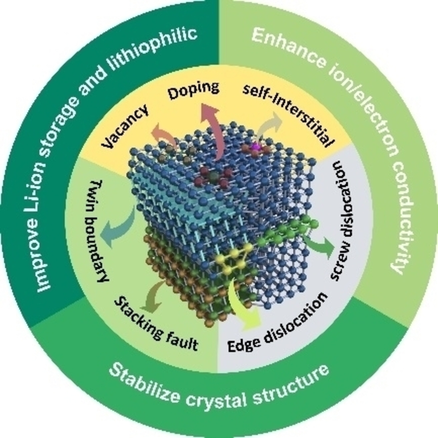 Improve Li-ion storage and lithiophilic
Enhance ion/electron conductivity
Stabilize crystal structure
Vacancy
Doping
self-Interstitial
Twin boundary
screw dislocation
Stacking fault
Edge dislocation